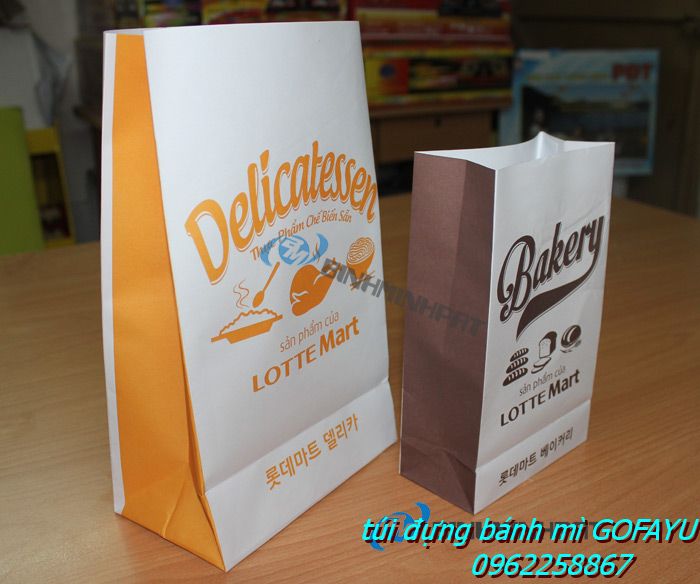 Delicatessen
Thực Phẩm Chế Biến Sẵn
sản phẩm của
LOTTE Mart
롯데마트 델리카
Bakery
sản phẩm của
LOTTE Mart
롯데마트 베이커리
BINHMINHPAT
PBT
túi đựng bánh mì GOFAYU
0962258867